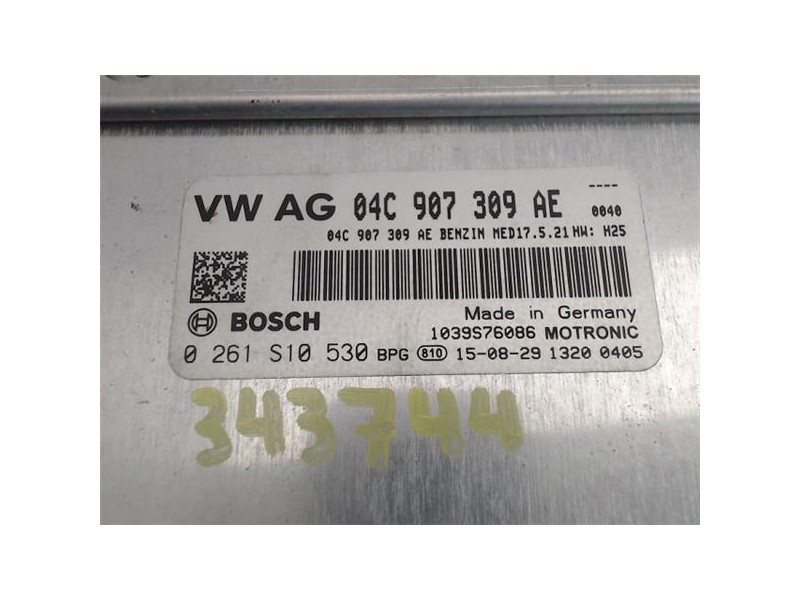 ----
VW AG 04C 907 309 AE 0040
04C 907 309 AE BENZIN MED17.5.21 HW: H25
Made in Germany
BOSCH 1039S76086 MOTRONIC
0 261 S10 530 BPG 810 15-08-29 1320 0405
343744